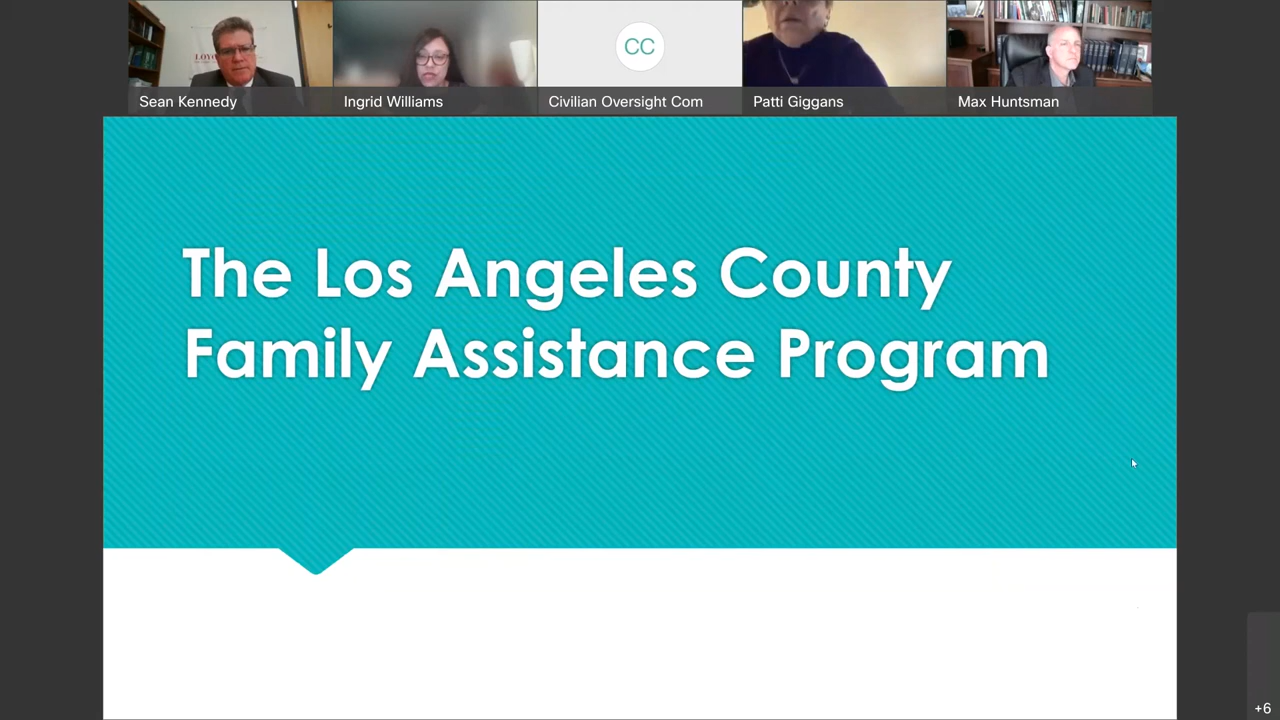 Sean Kennedy
Ingrid Williams
CC
Civilian Oversight Com
Patti Giggans
Max Huntsman
The Los Angeles County
Family Assistance Program
+6